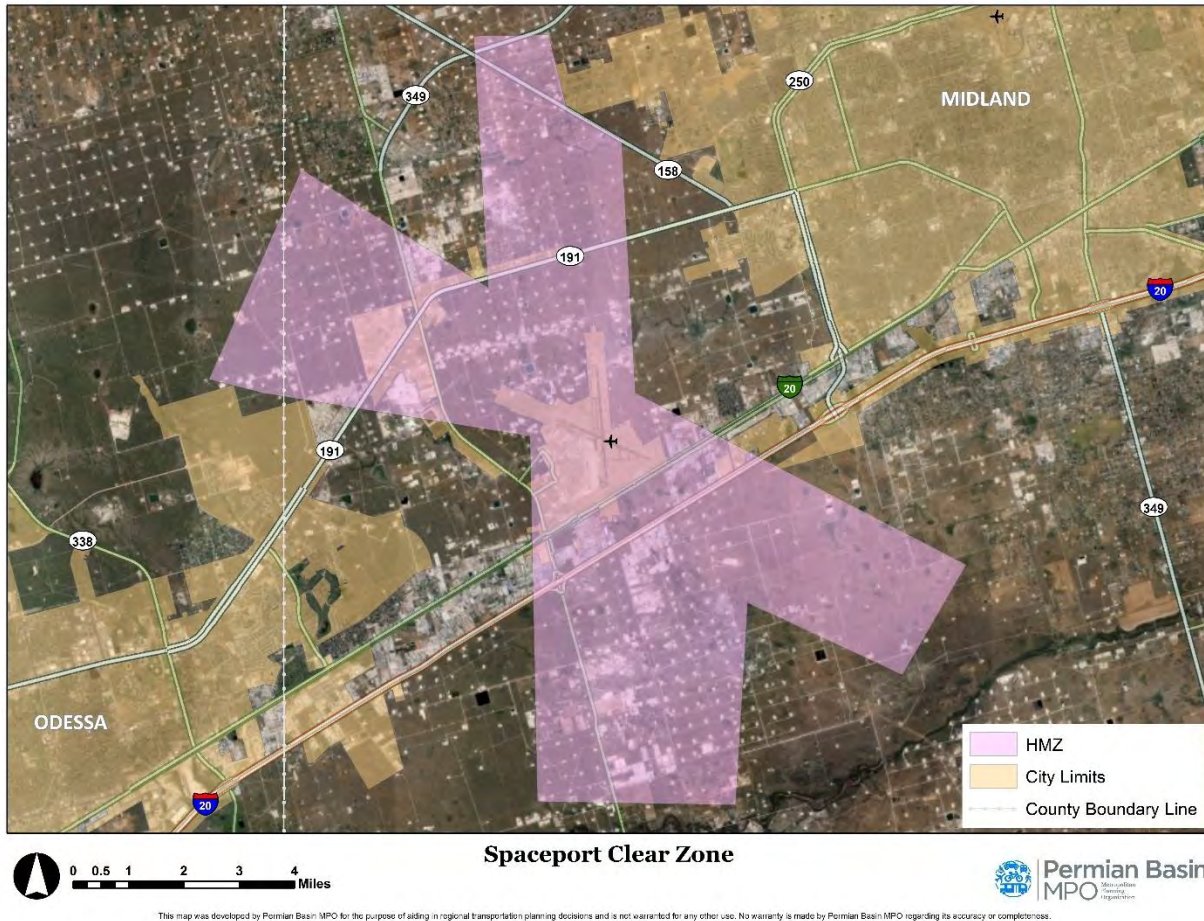 349
250
MIDLAND
158
191
20
20
191
349
338
ODESSA
20
HMZ
City Limits
County Boundary Line
Spaceport Clear Zone
0 0.5 1 2 3 4
Miles
Permian Basin
MPO Metropolitan
Planning
Organization
This map was developed by Permian Basin MPO for the purpose of aiding in regional transportation planning decisions and is not warranted for any other use. No warranty is made by Permian Basin MPO regarding its accuracy or completeness.